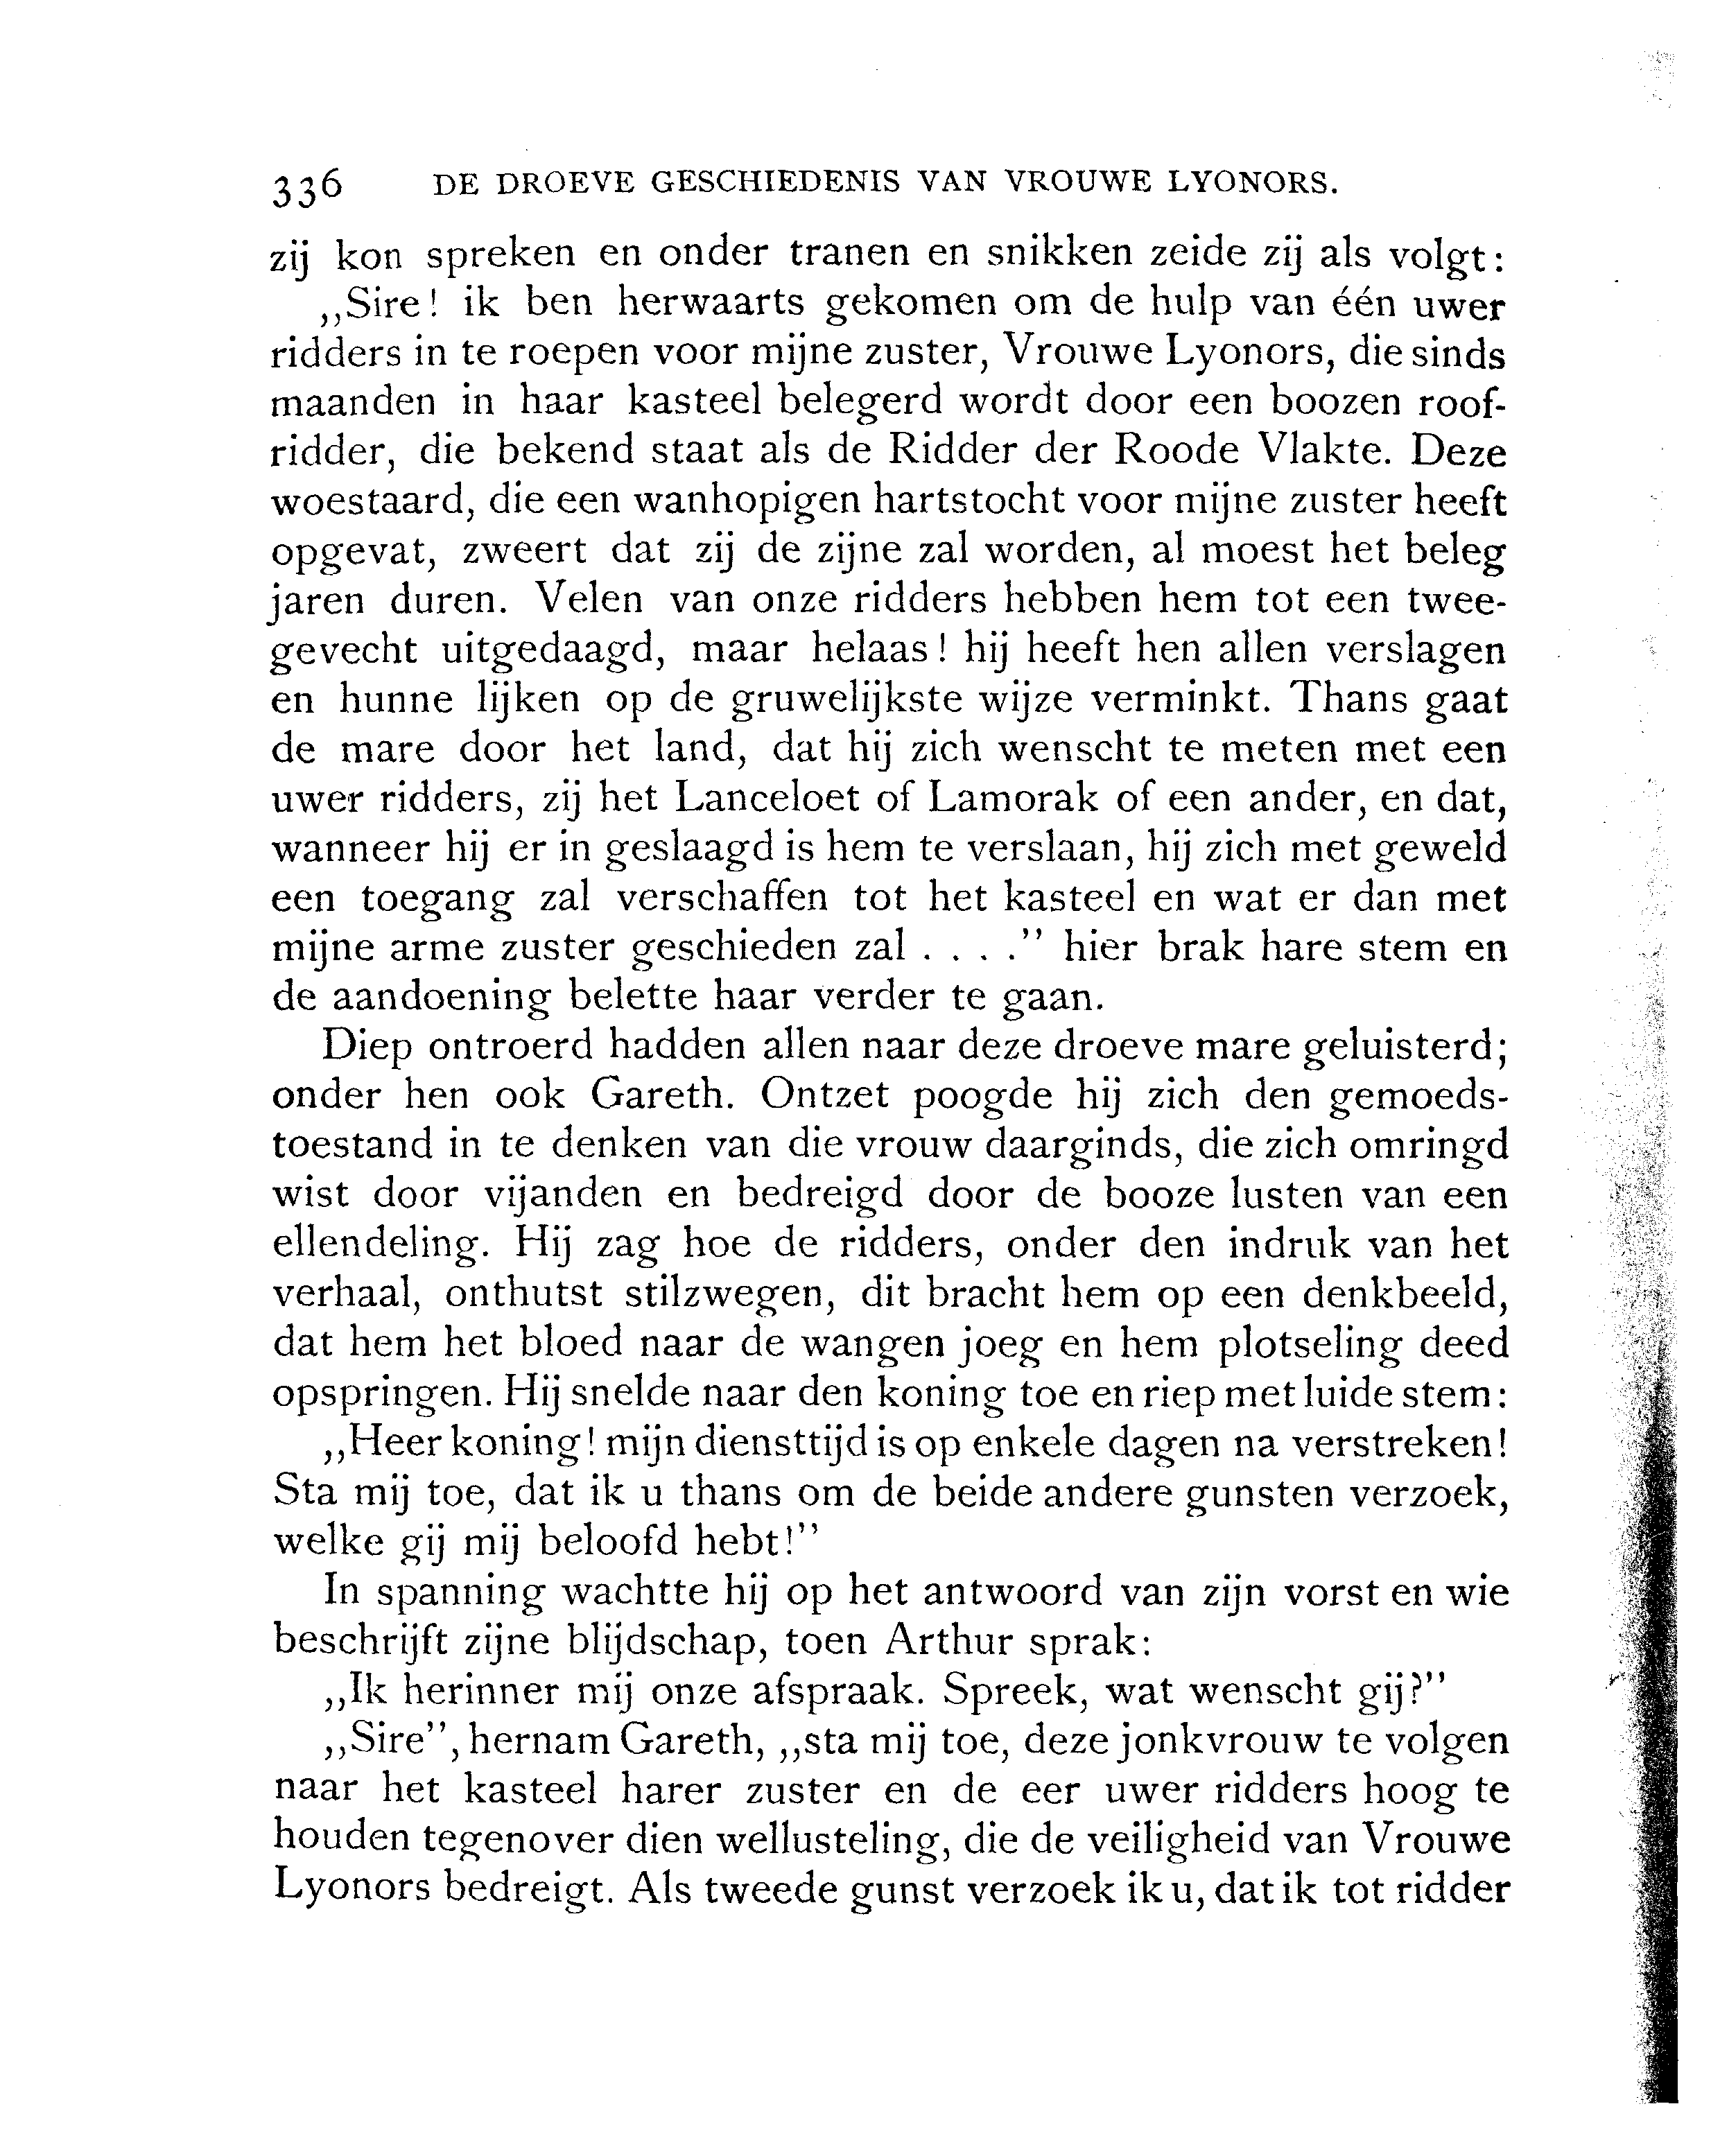 336 DE DROEVE GESCHIEDENIS VAN VROUWE LYONORS.
zij kon spreken en onder tranen en snikken zeide zij als volgt:
,,Sire! ik ben herwaarts gekomen om de hulp van één uwer
ridders in te roepen voor mijne zuster, Vrouwe Lyonors, die sinds
maanden in haar kasteel belegerd wordt door een boozen roof-
ridder, die bekend staat als de Ridder der Roode Vlakte. Deze
woestaard, die een wanhopigen hartstocht voor mijne zuster heeft
opgevat, zweert dat zij de zijne zal worden, al moest het beleg
jaren duren. Velen van onze ridders hebben hem tot een twee-
gevecht uitgedaagd, maar helaas! hij heeft hen allen verslagen
en hunne lijken op de gruwelijkste wijze verminkt. Thans gaat
de mare door het land, dat hij zich wenscht te meten met een
uwer ridders, zij het Lanceloet of Lamorak of een ander, en dat,
wanneer hij er in geslaagd is hem te verslaan, hij zich met geweld
een toegang zal verschaffen tot het kasteel en wat er dan met
mijne arme zuster geschieden zal . . . .'' hier brak hare stem en
de aandoening belette haar verder te gaan.
Diep ontroerd hadden allen naar deze droeve mare geluisterd;
onder hen ook Gareth. Ontzet poogde hij zich den gemoeds-
toestand in te denken van die vrouw daarginds, die zich omringd
wist door vijanden en bedreigd door de booze lusten van een
ellendeling. Hij zag hoe de ridders, onder den indruk van het
verhaal, onthutst stilzwegen, dit bracht hem op een denkbeeld,
dat hem het bloed naar de wangen joeg en hem plotseling deed
opspringen. Hij snelde naar den koning toe en riep met luide stem:
,,Heer koning! mijn diensttijd is op enkele dagen na verstreken!
Sta mij toe, dat ik u thans om de beide andere gunsten verzoek,
welke gij mij beloofd hebt!''
In spanning wachtte hij op het antwoord van zijn vorst en wie
beschrijft zijne blijdschap, toen Arthur sprak:
,,Ik herinner mij onze afspraak. Spreek, wat wenscht gij?''
,,Sire'', hernam Gareth, ,,sta mij toe, deze jonkvrouw te volgen
naar het kasteel harer zuster en de eer uwer ridders hoog te
houden tegenover dien wellusteling, die de veiligheid van Vrouwe
Lyonors bedreigt. Als tweede gunst verzoek ik u, dat ik tot ridder